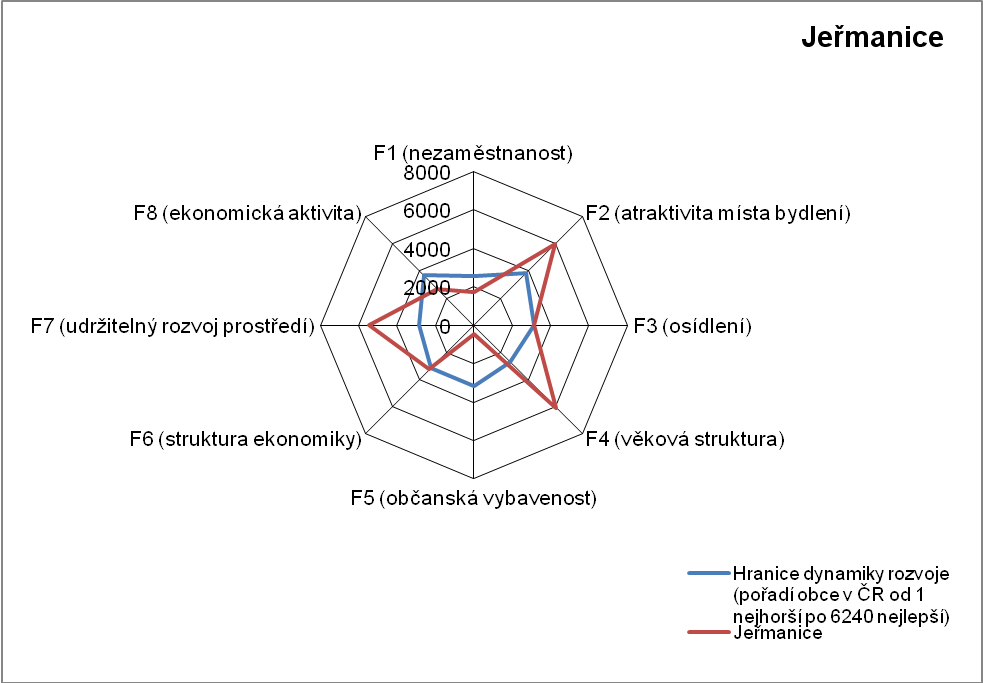 Jeřmanice
F1 (nezaměstnanost)
8000
6000
4000
2000
0
F2 (atraktivita místa bydlení)
F3 (osídlení)
F4 (věková struktura)
F5 (občanská vybavenost)
F6 (struktura ekonomiky)
F7 (udržitelný rozvoj prostředí)
F8 (ekonomická aktivita)
Hranice dynamiky rozvoje
(pořadí obce v ČR od 1
nejhorší po 6240 nejlepší)
Jeřmanice